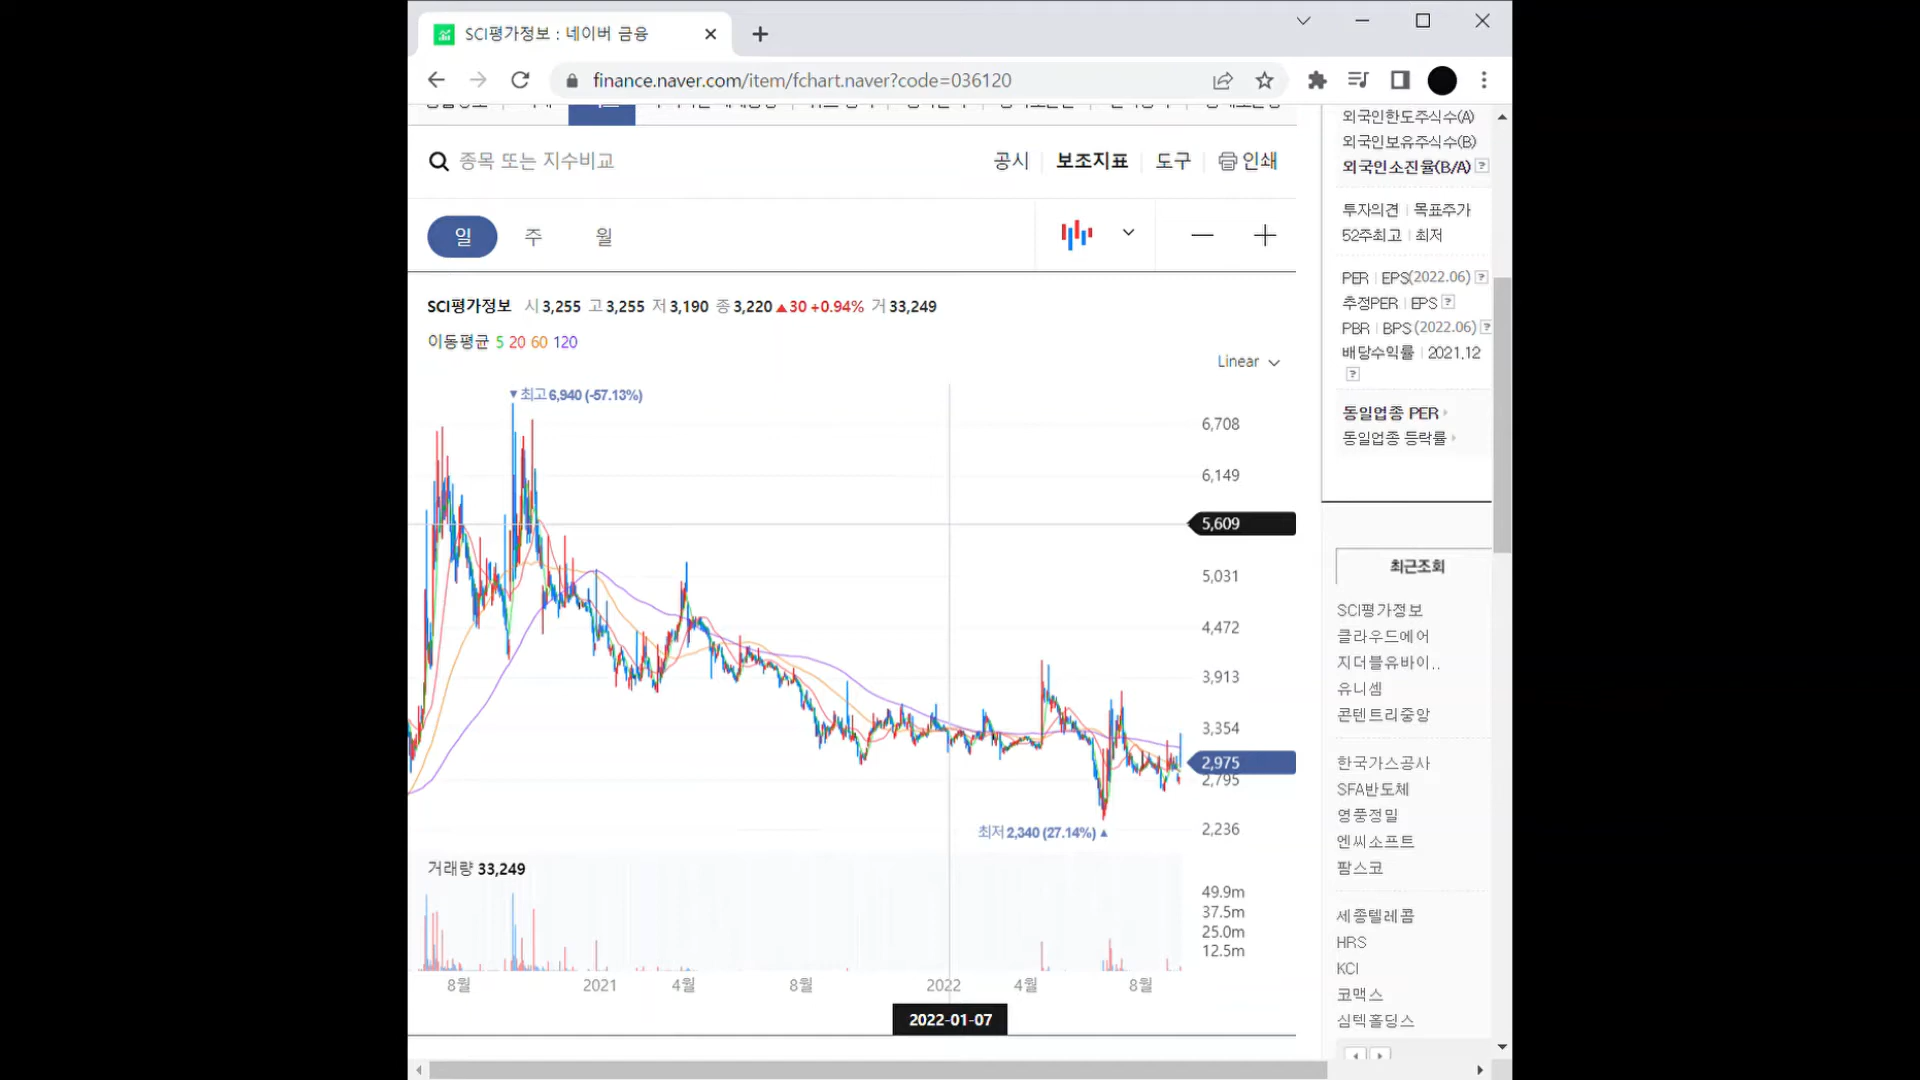 SCI평가정보 : 네이버 금융
finance.naver.com/item/fchart.naver?code=036120
종목 또는 지수비교
공시 보조지표 도구 인쇄
일 주 월
SCI평가정보 시 3,255 고 3,255 저 3,190 종 3,220 ▲30 +0.94% 거 33,249
이동평균 5 20 60 120
Linear
▼최고 6,940 (-57.13%)
6,708
6,149
5,609
5,031
4,472
3,913
3,354
2,975
2,795
2,236
최저 2,340 (27.14%) ▲
거래량 33,249
49.9m
37.5m
25.0m
12.5m
8월 2021 4월 8월 2022 4월 8월
2022-01-07
외국인한도주식수(A)
외국인보유주식수(B)
외국인소진율(B/A) ?
투자의견 | 목표주가
52주최고 | 최저
PER | EPS(2022.06) ?
추정PER | EPS ?
PBR | BPS (2022.06) ?
배당수익률 | 2021.12
?
동일업종 PER
동일업종 등락률
최근조회
SCI평가정보
클라우드에어
지더블유바이..
유니셈
콘텐트리중앙
한국가스공사
SFA반도체
영풍정밀
엔씨소프트
팜스코
세종텔레콤
HRS
KCI
코맥스
심텍홀딩스